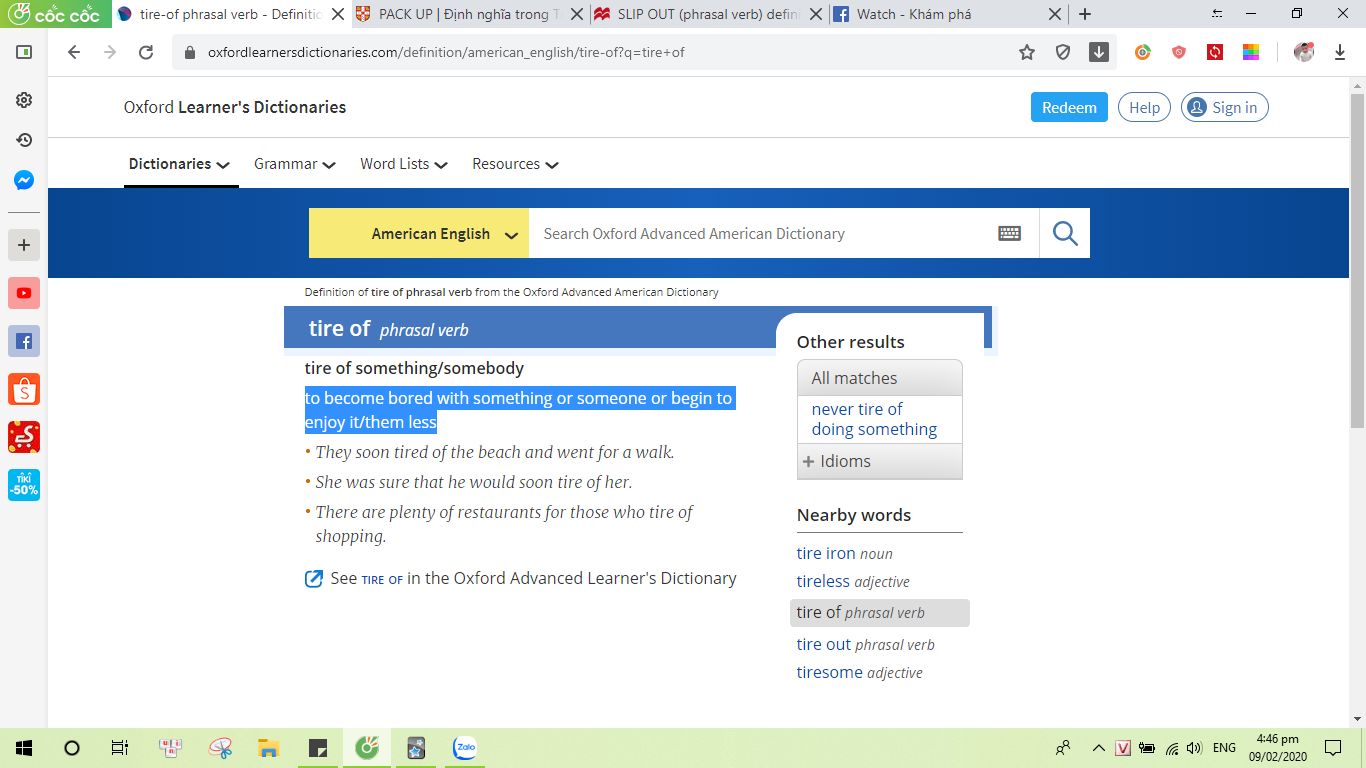 cốc cốc
tire-of phrasal verb - Definitio
PACK UP | Định nghĩa trong T
SLIP OUT (phrasal verb) defin
Watch - Khám phá
oxfordlearnersdictionaries.com/definition/american_english/tire-of?q=tire+of
Oxford Learner's Dictionaries
Redeem
Help
Sign in
Dictionaries
Grammar
Word Lists
Resources
American English
Search Oxford Advanced American Dictionary
Definition of tire of phrasal verb from the Oxford Advanced American Dictionary
tire of phrasal verb
tire of something/somebody
to become bored with something or someone or begin to
enjoy it/them less
• They soon tired of the beach and went for a walk.
• She was sure that he would soon tire of her.
• There are plenty of restaurants for those who tire of
shopping.
See TIRE OF in the Oxford Advanced Learner's Dictionary
Other results
All matches
never tire of
doing something
+ Idioms
Nearby words
tire iron noun
tireless adjective
tire of phrasal verb
tire out phrasal verb
tiresome adjective
TIKI
-50%
Zalo
V
ENG
4:46 pm
09/02/2020